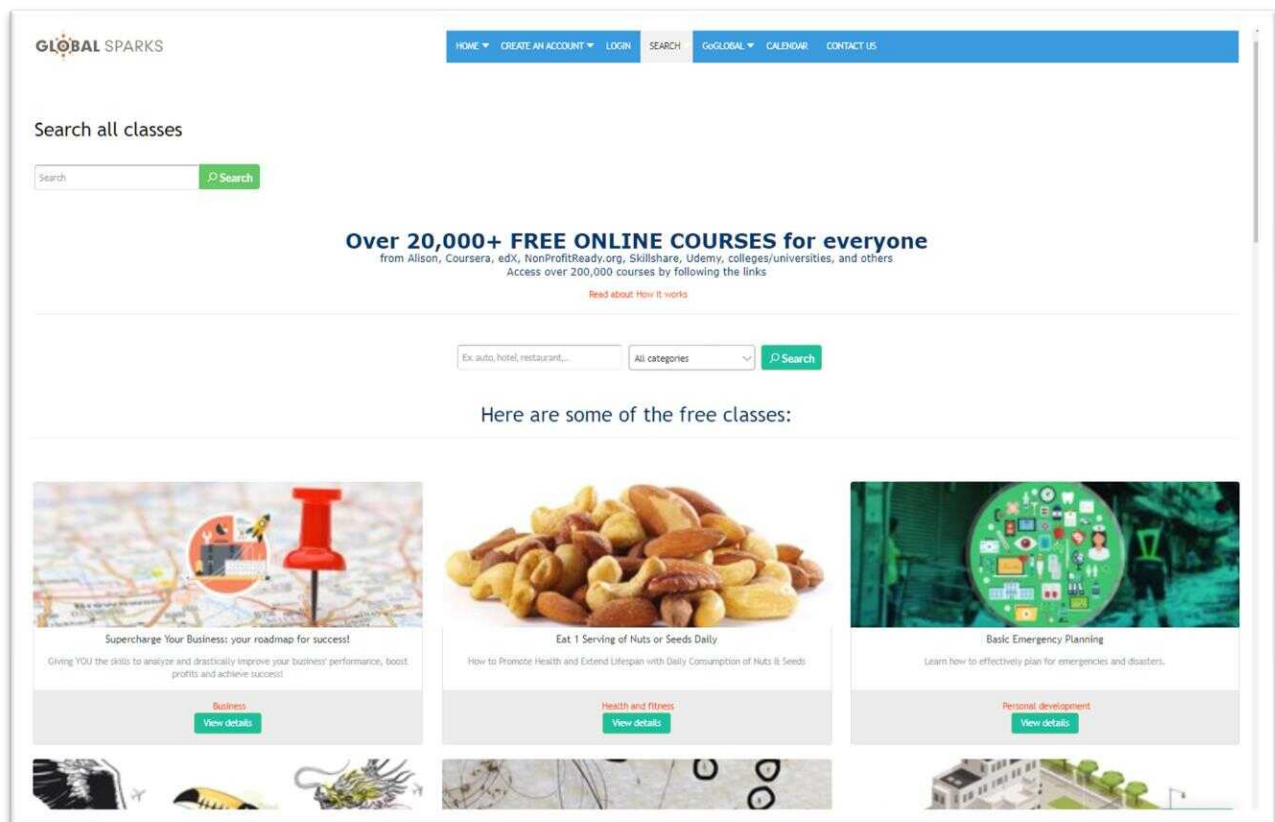 GLOBAL SPARKS
HOME CREATE AN ACCOUNT LOGIN SEARCH GoGLOBAL CALENDAR CONTACT US
Search all classes
Search Search
Over 20,000+ FREE ONLINE COURSES for everyone
from Alison, Coursera, edX, NonProfitReady.org, Skillshare, Udemy, colleges/universities, and others
Access over 200,000 courses by following the links
Read about How it works
Ex. auto, hotel, restaurant,... All categories Search
Here are some of the free classes:
Supercharge Your Business: your roadmap for success!
Giving YOU the skills to analyze and drastically improve your business' performance, boost
profits and achieve success!
Business
View details
Eat 1 Serving of Nuts or Seeds Daily
How to Promote Health and Extend Lifespan with Daily Consumption of Nuts & Seeds
Health and fitness
View details
Basic Emergency Planning
Learn how to effectively plan for emergencies and disasters.
Personal development
View details